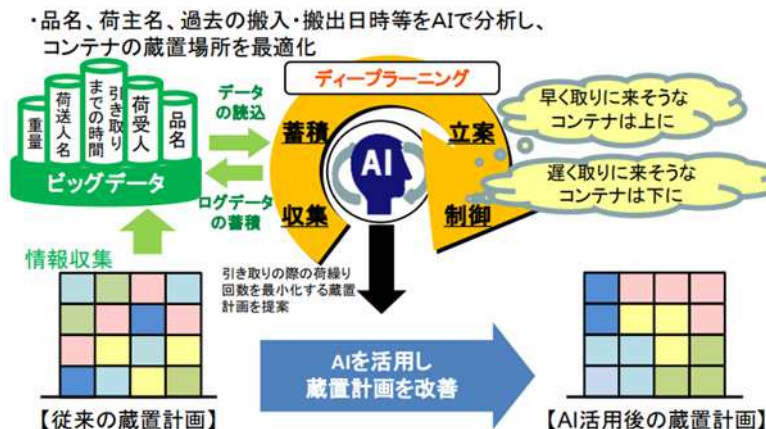 ・品名、荷主名、過去の搬入・搬出日時等をAIで分析し、
コンテナの蔵置場所を最適化
重量
荷送人名
引き取り
までの時間
荷受人
品名
ビッグデータ
データ
の読込
ログデータ
の蓄積
ディープラーニング
蓄積
立案
AI
収集
制御
早く取りに来そうな
コンテナは上に
遅く取りに来そうな
コンテナは下に
情報収集
引き取りの際の荷繰り
回数を最小化する蔵置
計画を提案
AIを活用し
蔵置計画を改善
【従来の蔵置計画】
【AI活用後の蔵置計画】